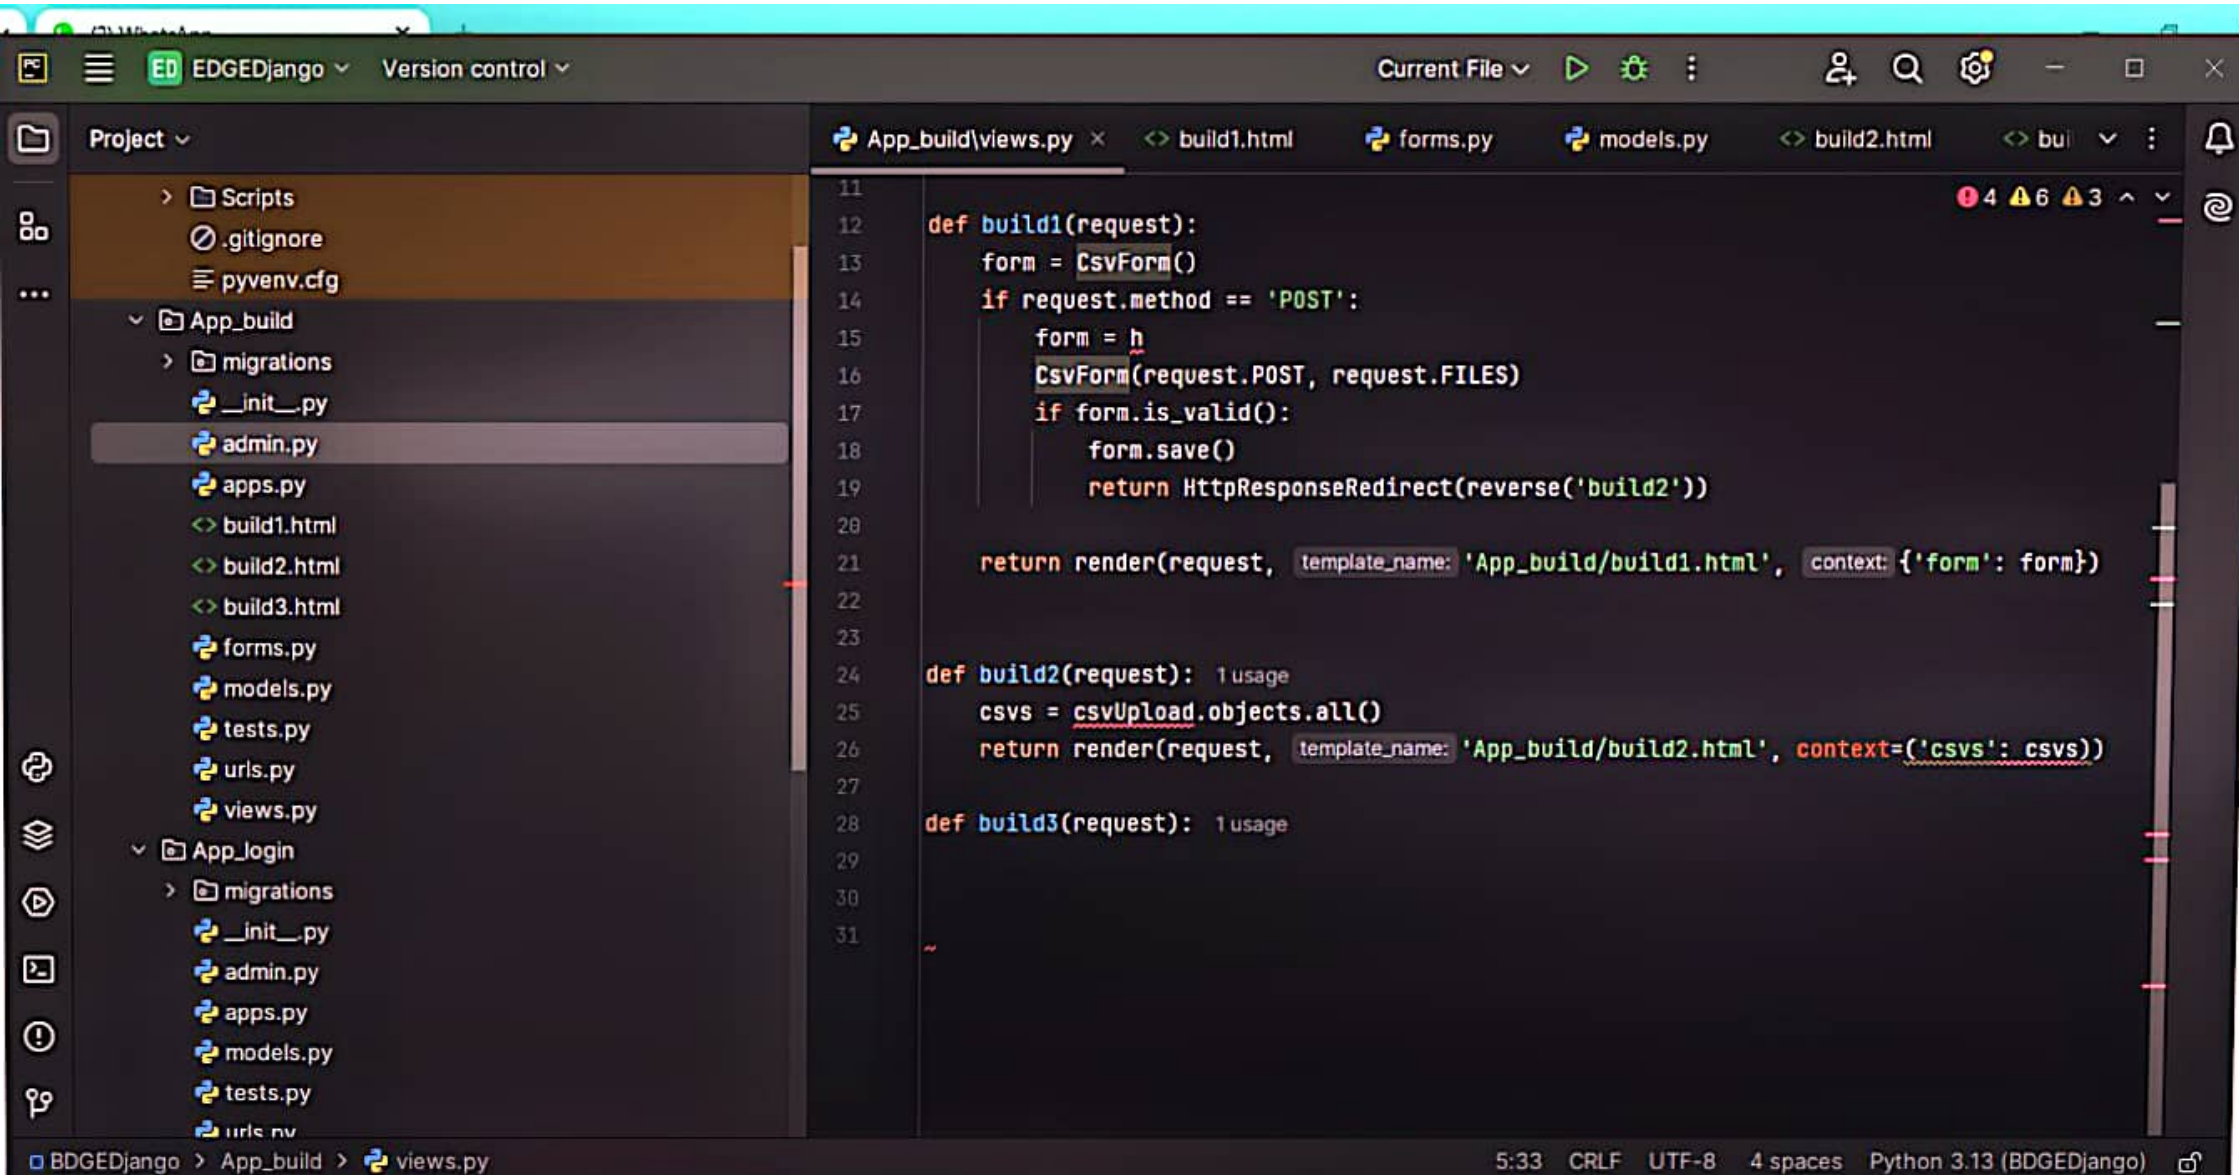 (2) WhatsApp
PC ED EDGEDjango Version control Current File
Project
App_build\views.py build1.html forms.py models.py build2.html bui
Scripts
.gitignore
pyvenv.cfg
App_build
migrations
__init__.py
admin.py
apps.py
build1.html
build2.html
build3.html
forms.py
models.py
tests.py
urls.py
views.py
App_login
migrations
__init__.py
admin.py
apps.py
models.py
tests.py
urls.py
4 6 3
11
12 def build1(request):
13 form = CsvForm()
14 if request.method == 'POST':
15 form = h
16 CsvForm(request.POST, request.FILES)
17 if form.is_valid():
18 form.save()
19 return HttpResponseRedirect(reverse('build2'))
20
21 return render(request, template_name: 'App_build/build1.html', context: {'form': form})
22
23
24 def build2(request): 1 usage
25 csvs = csvUpload.objects.all()
26 return render(request, template_name: 'App_build/build2.html', context=('csvs': csvs))
27
28 def build3(request): 1 usage
29
30
31
BDGEDjango > App_build > views.py 5:33 CRLF UTF-8 4 spaces Python 3.13 (BDGEDjango)